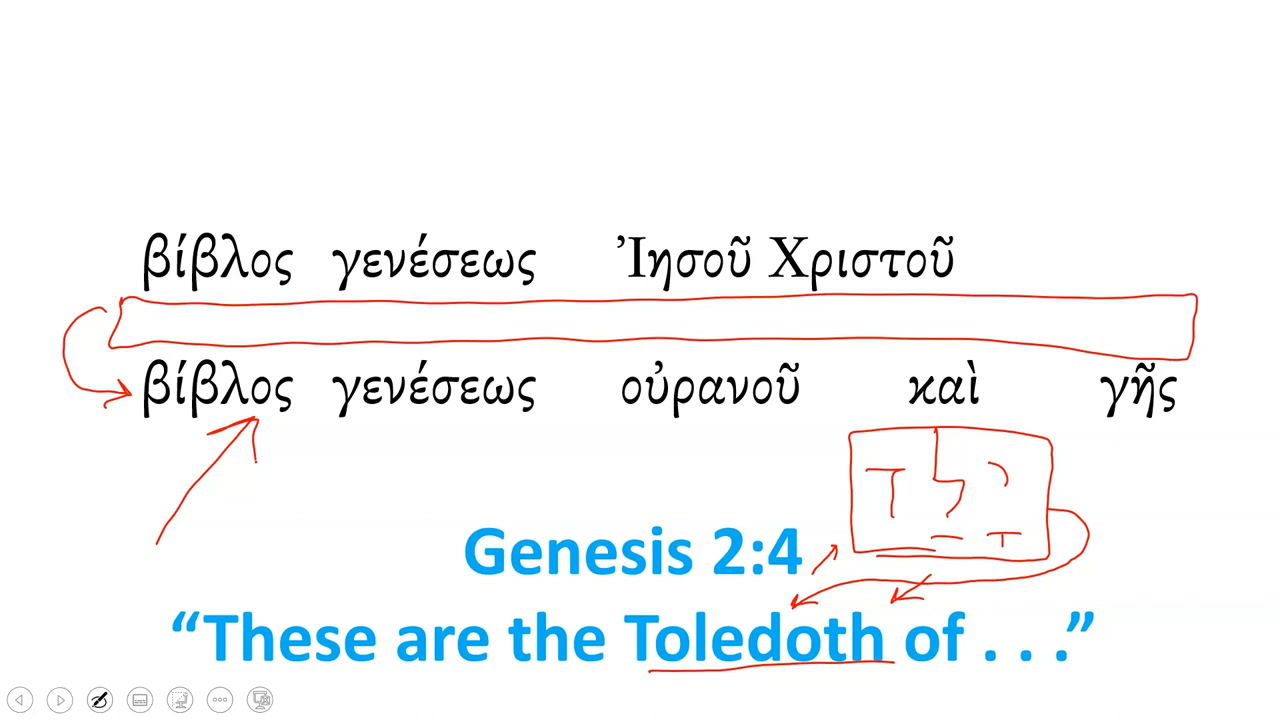 βίβλος γενέσεως Ἰησοῦ Χριστοῦ
βίβλος γενέσεως οὐρανοῦ καὶ γῆς
יָלַד
Genesis 2:4
“These are the Toledoth of . . .”